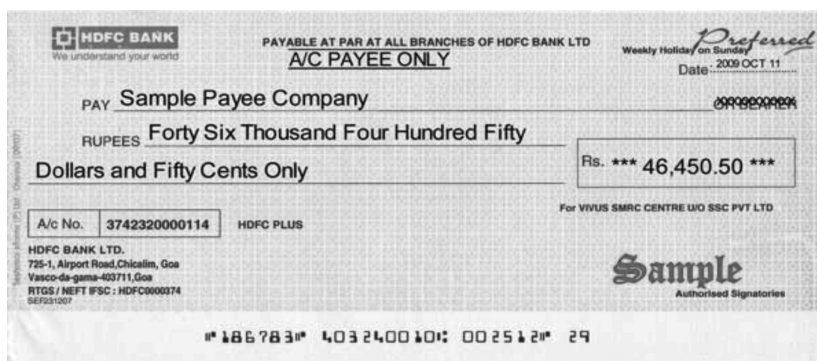 HDFC BANK
We understand your world
PAYABLE AT PAR AT ALL BRANCHES OF HDFC BANK LTD
A/C PAYEE ONLY
Preferred
Weekly Holiday on Sunday
Date 2009 OCT 11
PAY Sample Payee Company OR BEARER
RUPEES Forty Six Thousand Four Hundred Fifty
Dollars and Fifty Cents Only
Rs. *** 46,450.50 ***
For VIVUS SMRC CENTRE U/O SSC PVT LTD
A/c No. 3742320000114 HDFC PLUS
HDFC BANK LTD.
725-1, Airport Road,Chicalim, Goa
Vasco-da-gama-403711,Goa
RTGS / NEFT IFSC : HDFC0000374
SEF231207
Sample
Authorised Signatories
⑈186783⑈ 403240010⑆ 002512⑈ 29